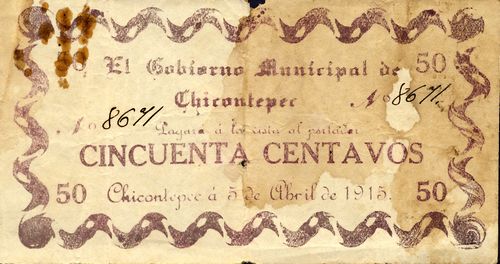 50 El Gobierno Municipal de 50
Chicontepec
No 8671 No 8671
Pagará á la vista al portador
CINCUENTA CENTAVOS
50 Chicontepec á 5 de Abril de 1915. 50